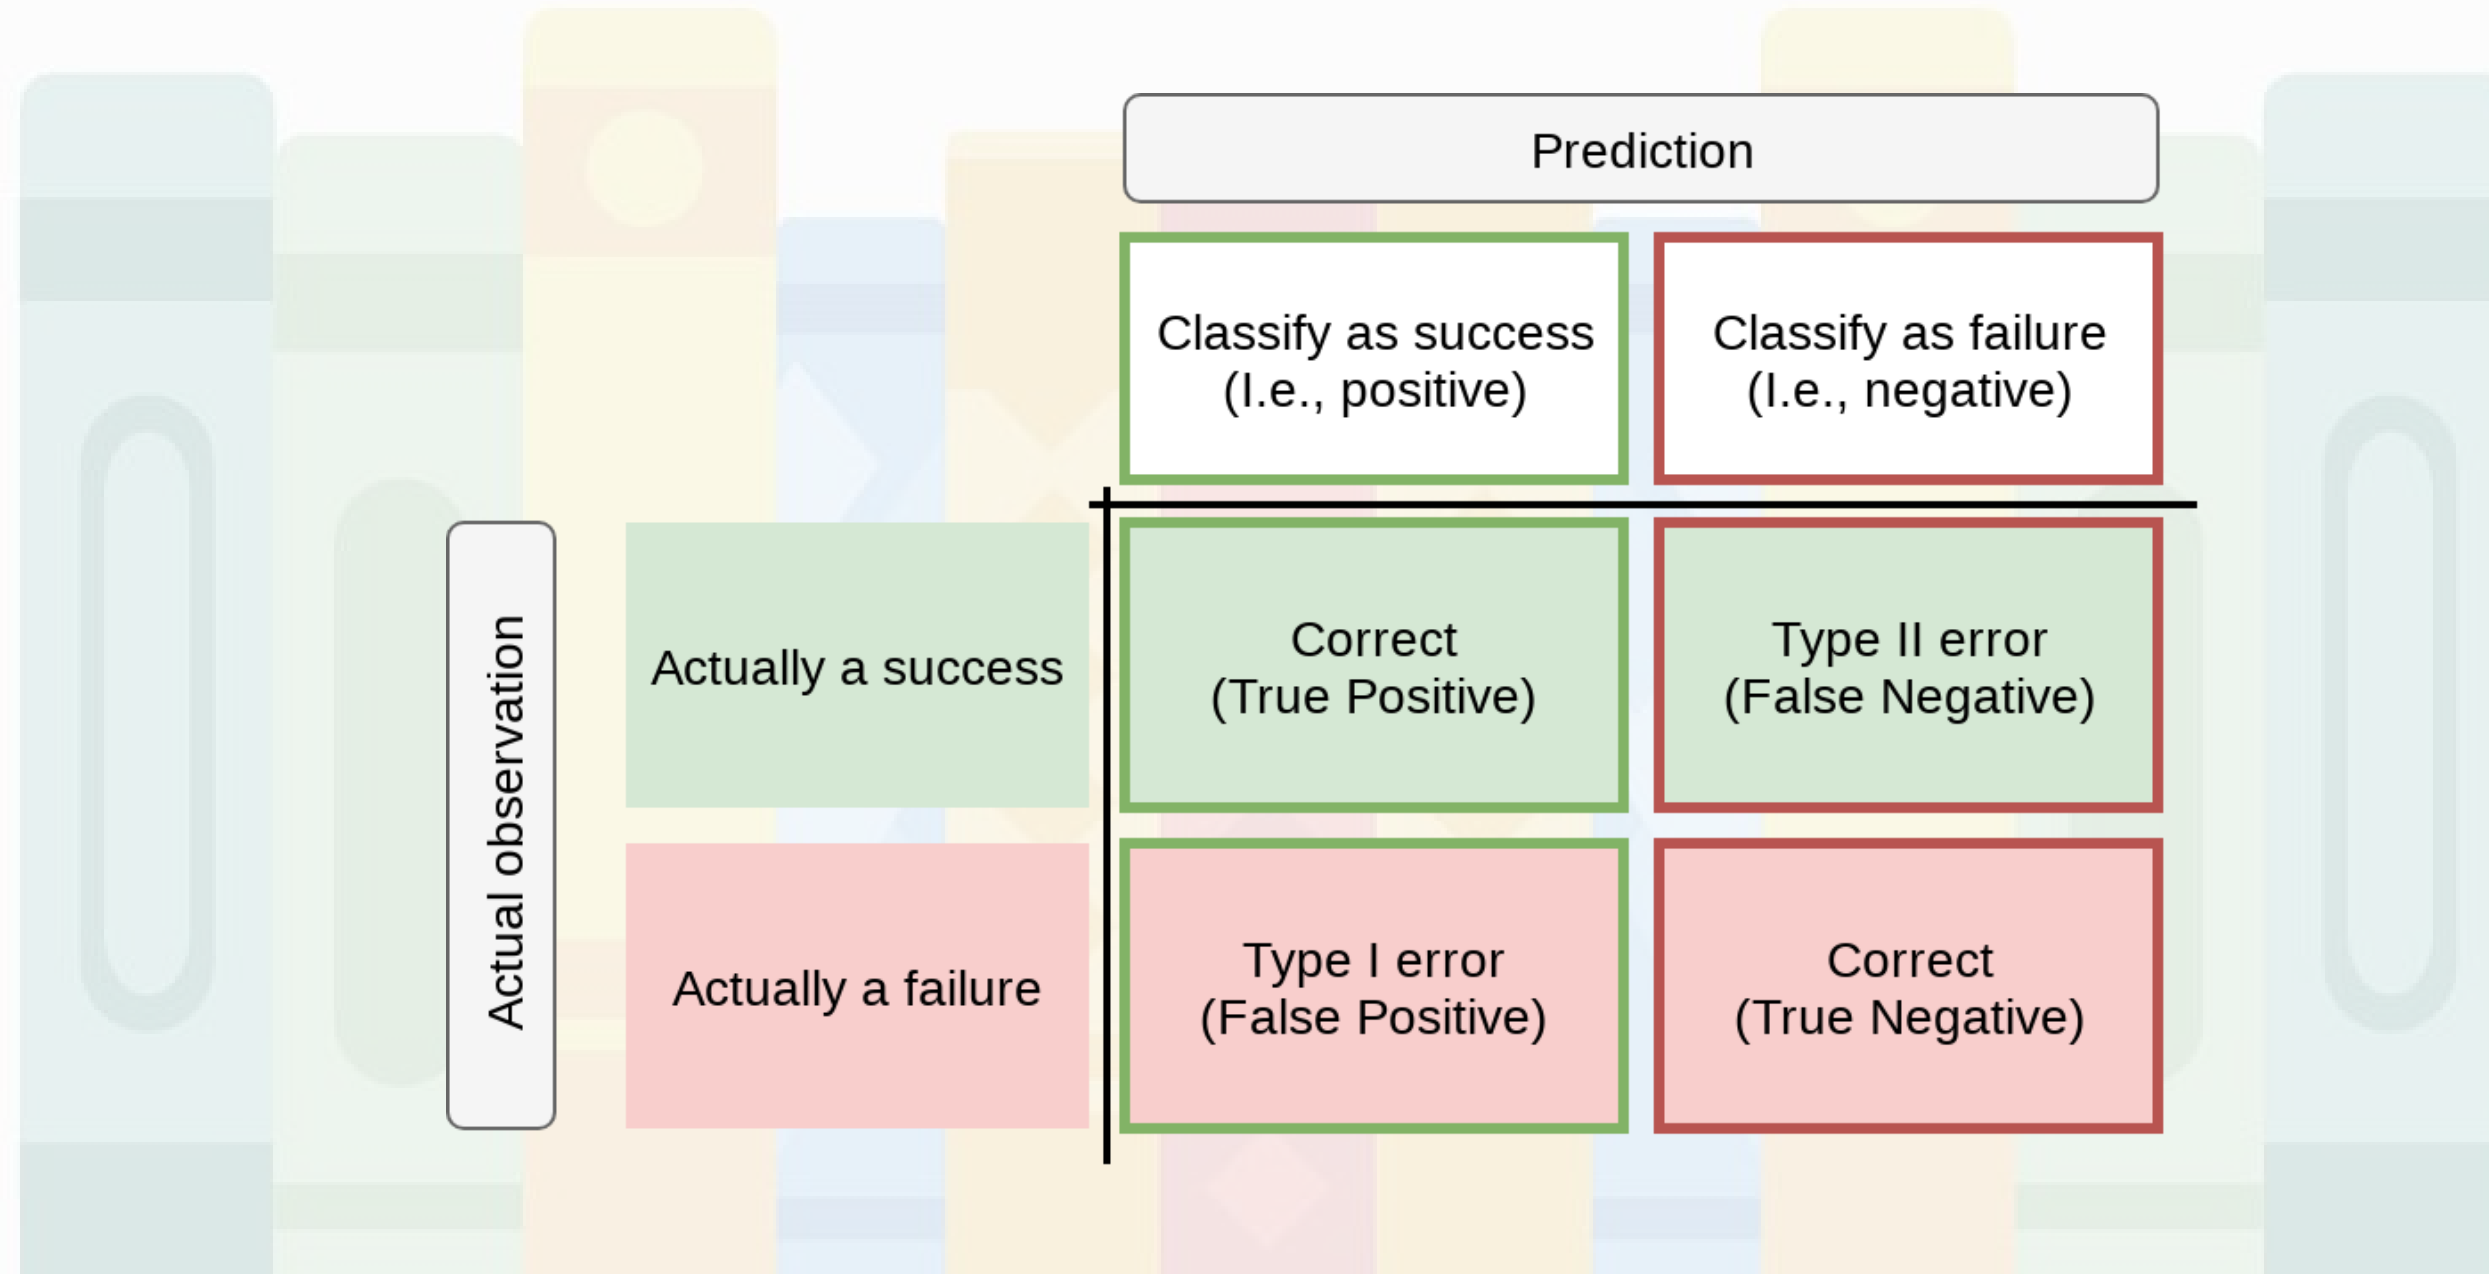 Prediction
Classify as success
(I.e., positive)
Classify as failure
(I.e., negative)
Actual observation
Actually a success
Correct
(True Positive)
Type II error
(False Negative)
Actually a failure
Type I error
(False Positive)
Correct
(True Negative)